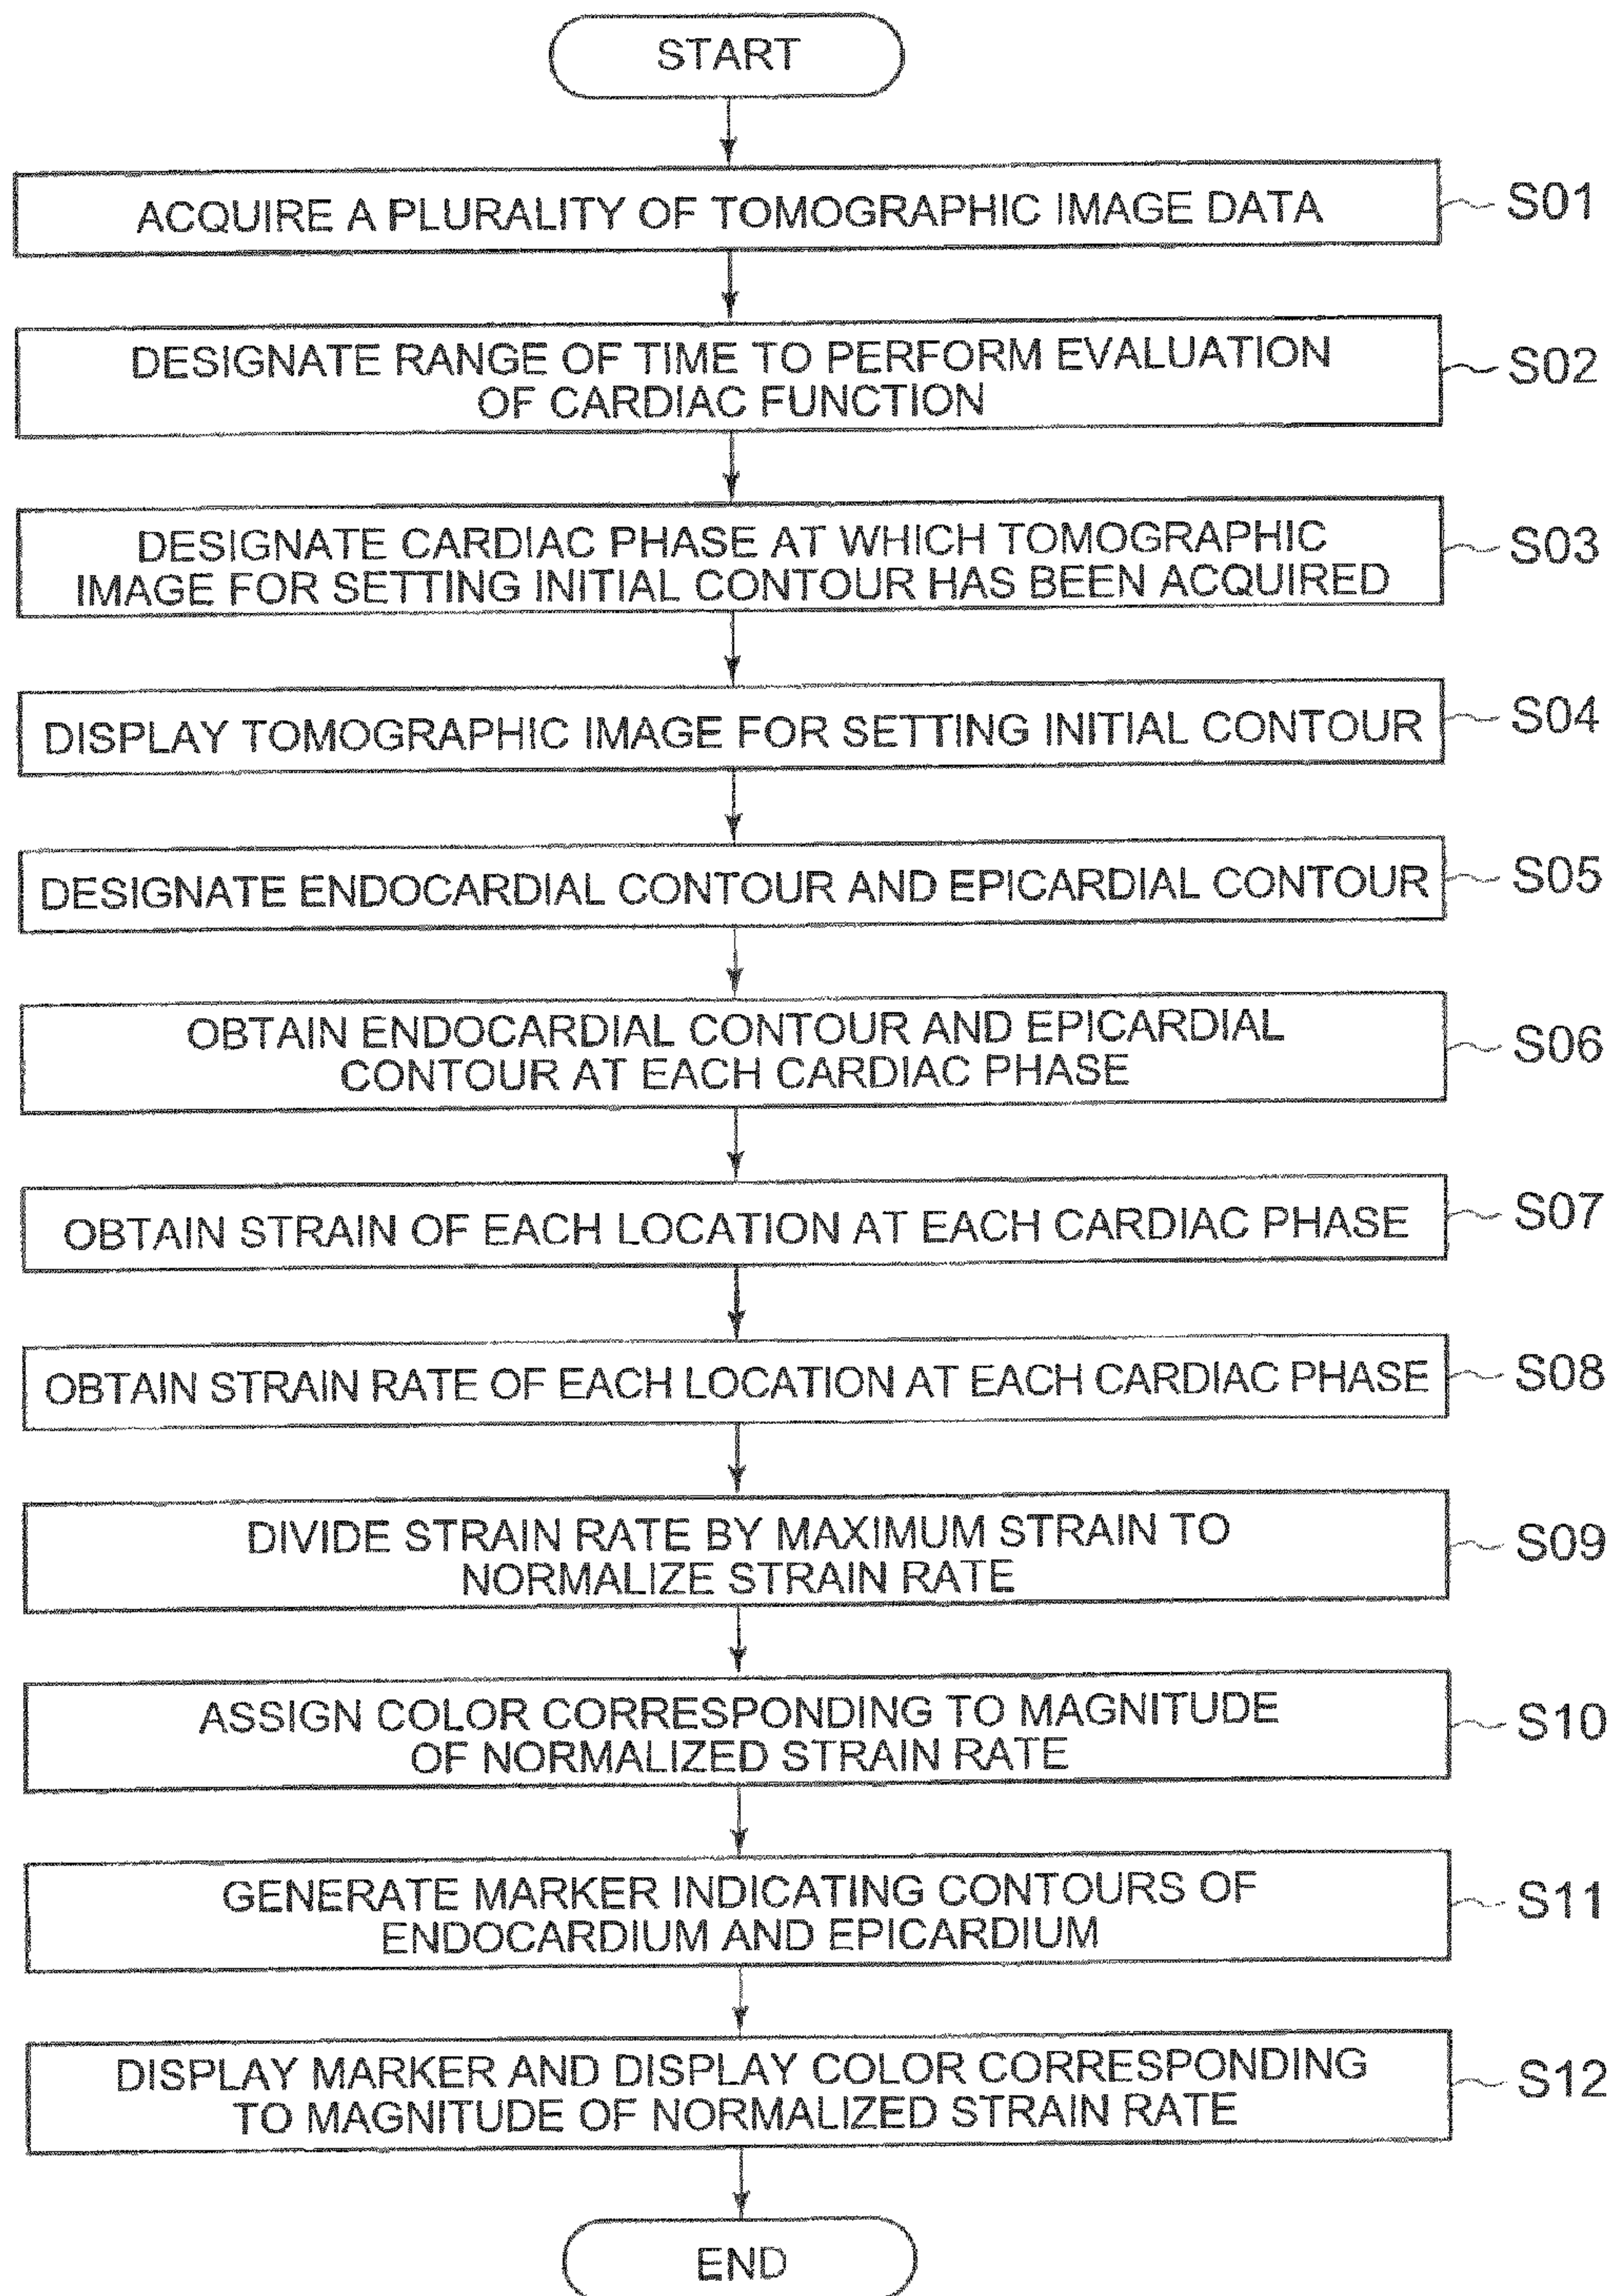 START
ACQUIRE A PLURALITY OF TOMOGRAPHIC IMAGE DATA
S01
DESIGNATE RANGE OF TIME TO PERFORM EVALUATION
OF CARDIAC FUNCTION
S02
DESIGNATE CARDIAC PHASE AT WHICH TOMOGRAPHIC
IMAGE FOR SETTING INITIAL CONTOUR HAS BEEN ACQUIRED
S03
DISPLAY TOMOGRAPHIC IMAGE FOR SETTING INITIAL CONTOUR
S04
DESIGNATE ENDOCARDIAL CONTOUR AND EPICARDIAL CONTOUR
S05
OBTAIN ENDOCARDIAL CONTOUR AND EPICARDIAL
CONTOUR AT EACH CARDIAC PHASE
S06
OBTAIN STRAIN OF EACH LOCATION AT EACH CARDIAC PHASE
S07
OBTAIN STRAIN RATE OF EACH LOCATION AT EACH CARDIAC PHASE
S08
DIVIDE STRAIN RATE BY MAXIMUM STRAIN TO
NORMALIZE STRAIN RATE
S09
ASSIGN COLOR CORRESPONDING TO MAGNITUDE
OF NORMALIZED STRAIN RATE
S10
GENERATE MARKER INDICATING CONTOURS OF
ENDOCARDIUM AND EPICARDIUM
S11
DISPLAY MARKER AND DISPLAY COLOR CORRESPONDING
TO MAGNITUDE OF NORMALIZED STRAIN RATE
S12
END